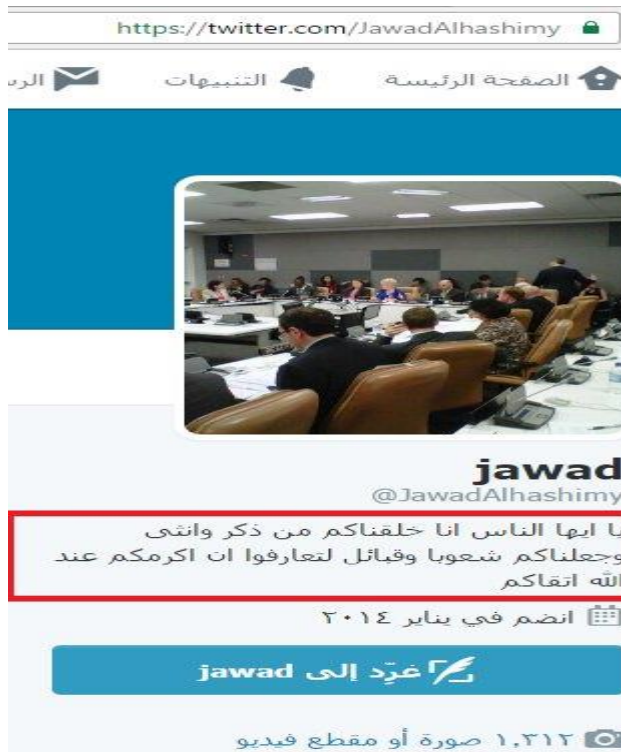 https://twitter.com/JawadAlhashimy
الصفحة الرئيسة التنبيهات
jawad
@JawadAlhashimy
يا ايها الناس انا خلقناكم من ذكر وانثى
وجعلناكم شعوبا وقبائل لتعارفوا ان اكرمكم عند
الله اتقاكم
انضم في يناير ٢٠١٤
غرّد إلى jawad
١,٣١٢ صورة أو مقطع فيديو